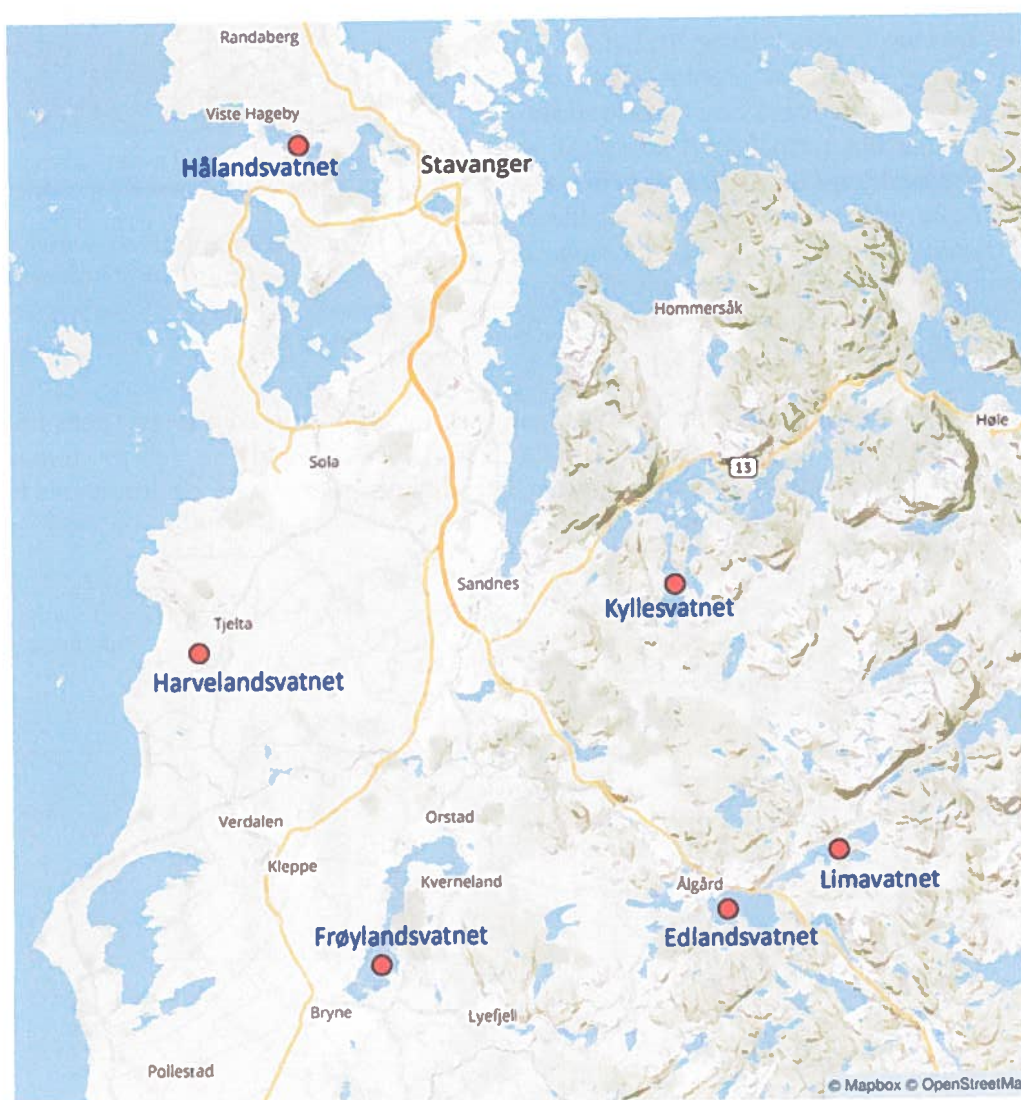 Randaberg
Viste Hageby
Hålandsvatnet
Stavanger
Hommersåk
Høle
Sola
13
Sandnes
Kyllesvatnet
Tjelta
Harvelandsvatnet
Verdalen
Orstad
Kleppe
Kverneland
Ålgård
Limavatnet
Frøylandsvatnet
Edlandsvatnet
Bryne
Lyefjell
Pollestad
© Mapbox © OpenStreetMa